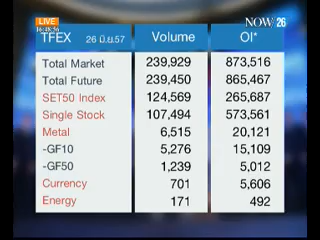 LIVE
NOW 26
TFEX 26 มิ.ย.57 Volume OI*
Total Market 239,929 873,516
Total Future 239,450 865,467
SET50 Index 124,569 265,687
Single Stock 107,494 573,561
Metal 6,515 20,121
-GF10 5,276 15,109
-GF50 1,239 5,012
Currency 701 5,606
Energy 171 492